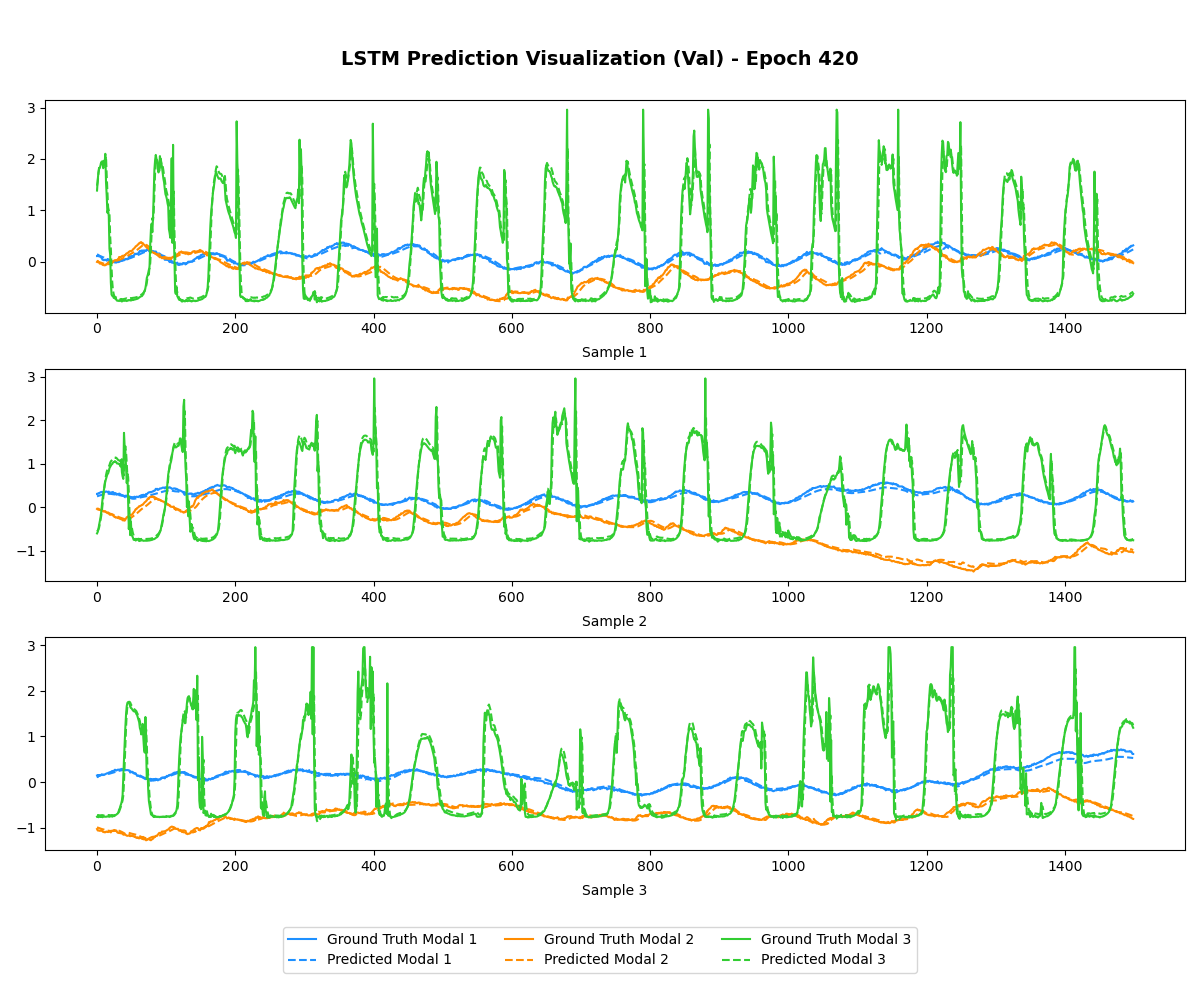 LSTM Prediction Visualization (Val) - Epoch 420
3
2
1
0
0 200 400 600 800 1000 1200 1400
Sample 1
3
2
1
0
−1
0 200 400 600 800 1000 1200 1400
Sample 2
3
2
1
0
−1
0 200 400 600 800 1000 1200 1400
Sample 3
Ground Truth Modal 1 Ground Truth Modal 2 Ground Truth Modal 3
Predicted Modal 1 Predicted Modal 2 Predicted Modal 3